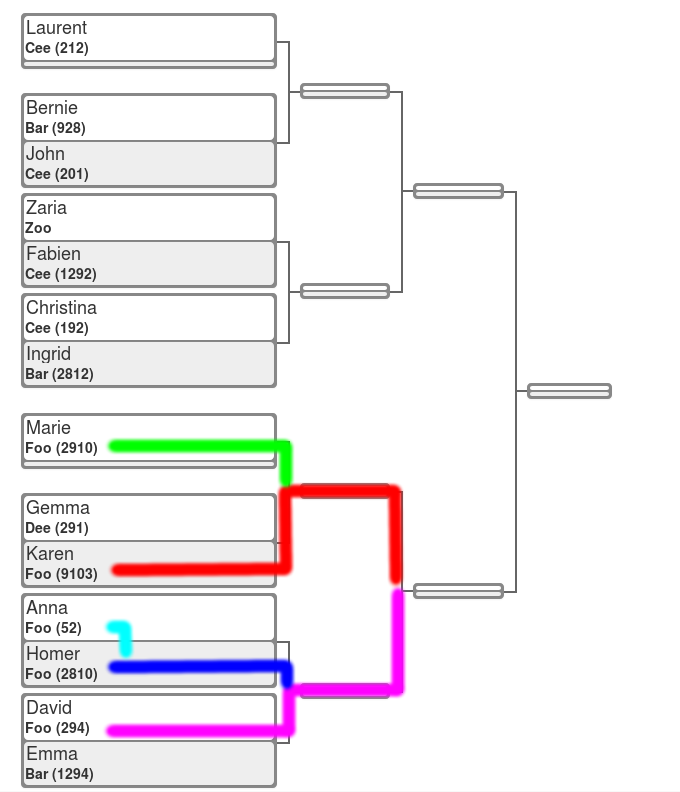 Laurent
Cee (212)
Bernie
Bar (928)
John
Cee (201)
Zaria
Zoo
Fabien
Cee (1292)
Christina
Cee (192)
Ingrid
Bar (2812)
Marie
Foo (2910)
Gemma
Dee (291)
Karen
Foo (9103)
Anna
Foo (52)
Homer
Foo (2810)
David
Foo (294)
Emma
Bar (1294)